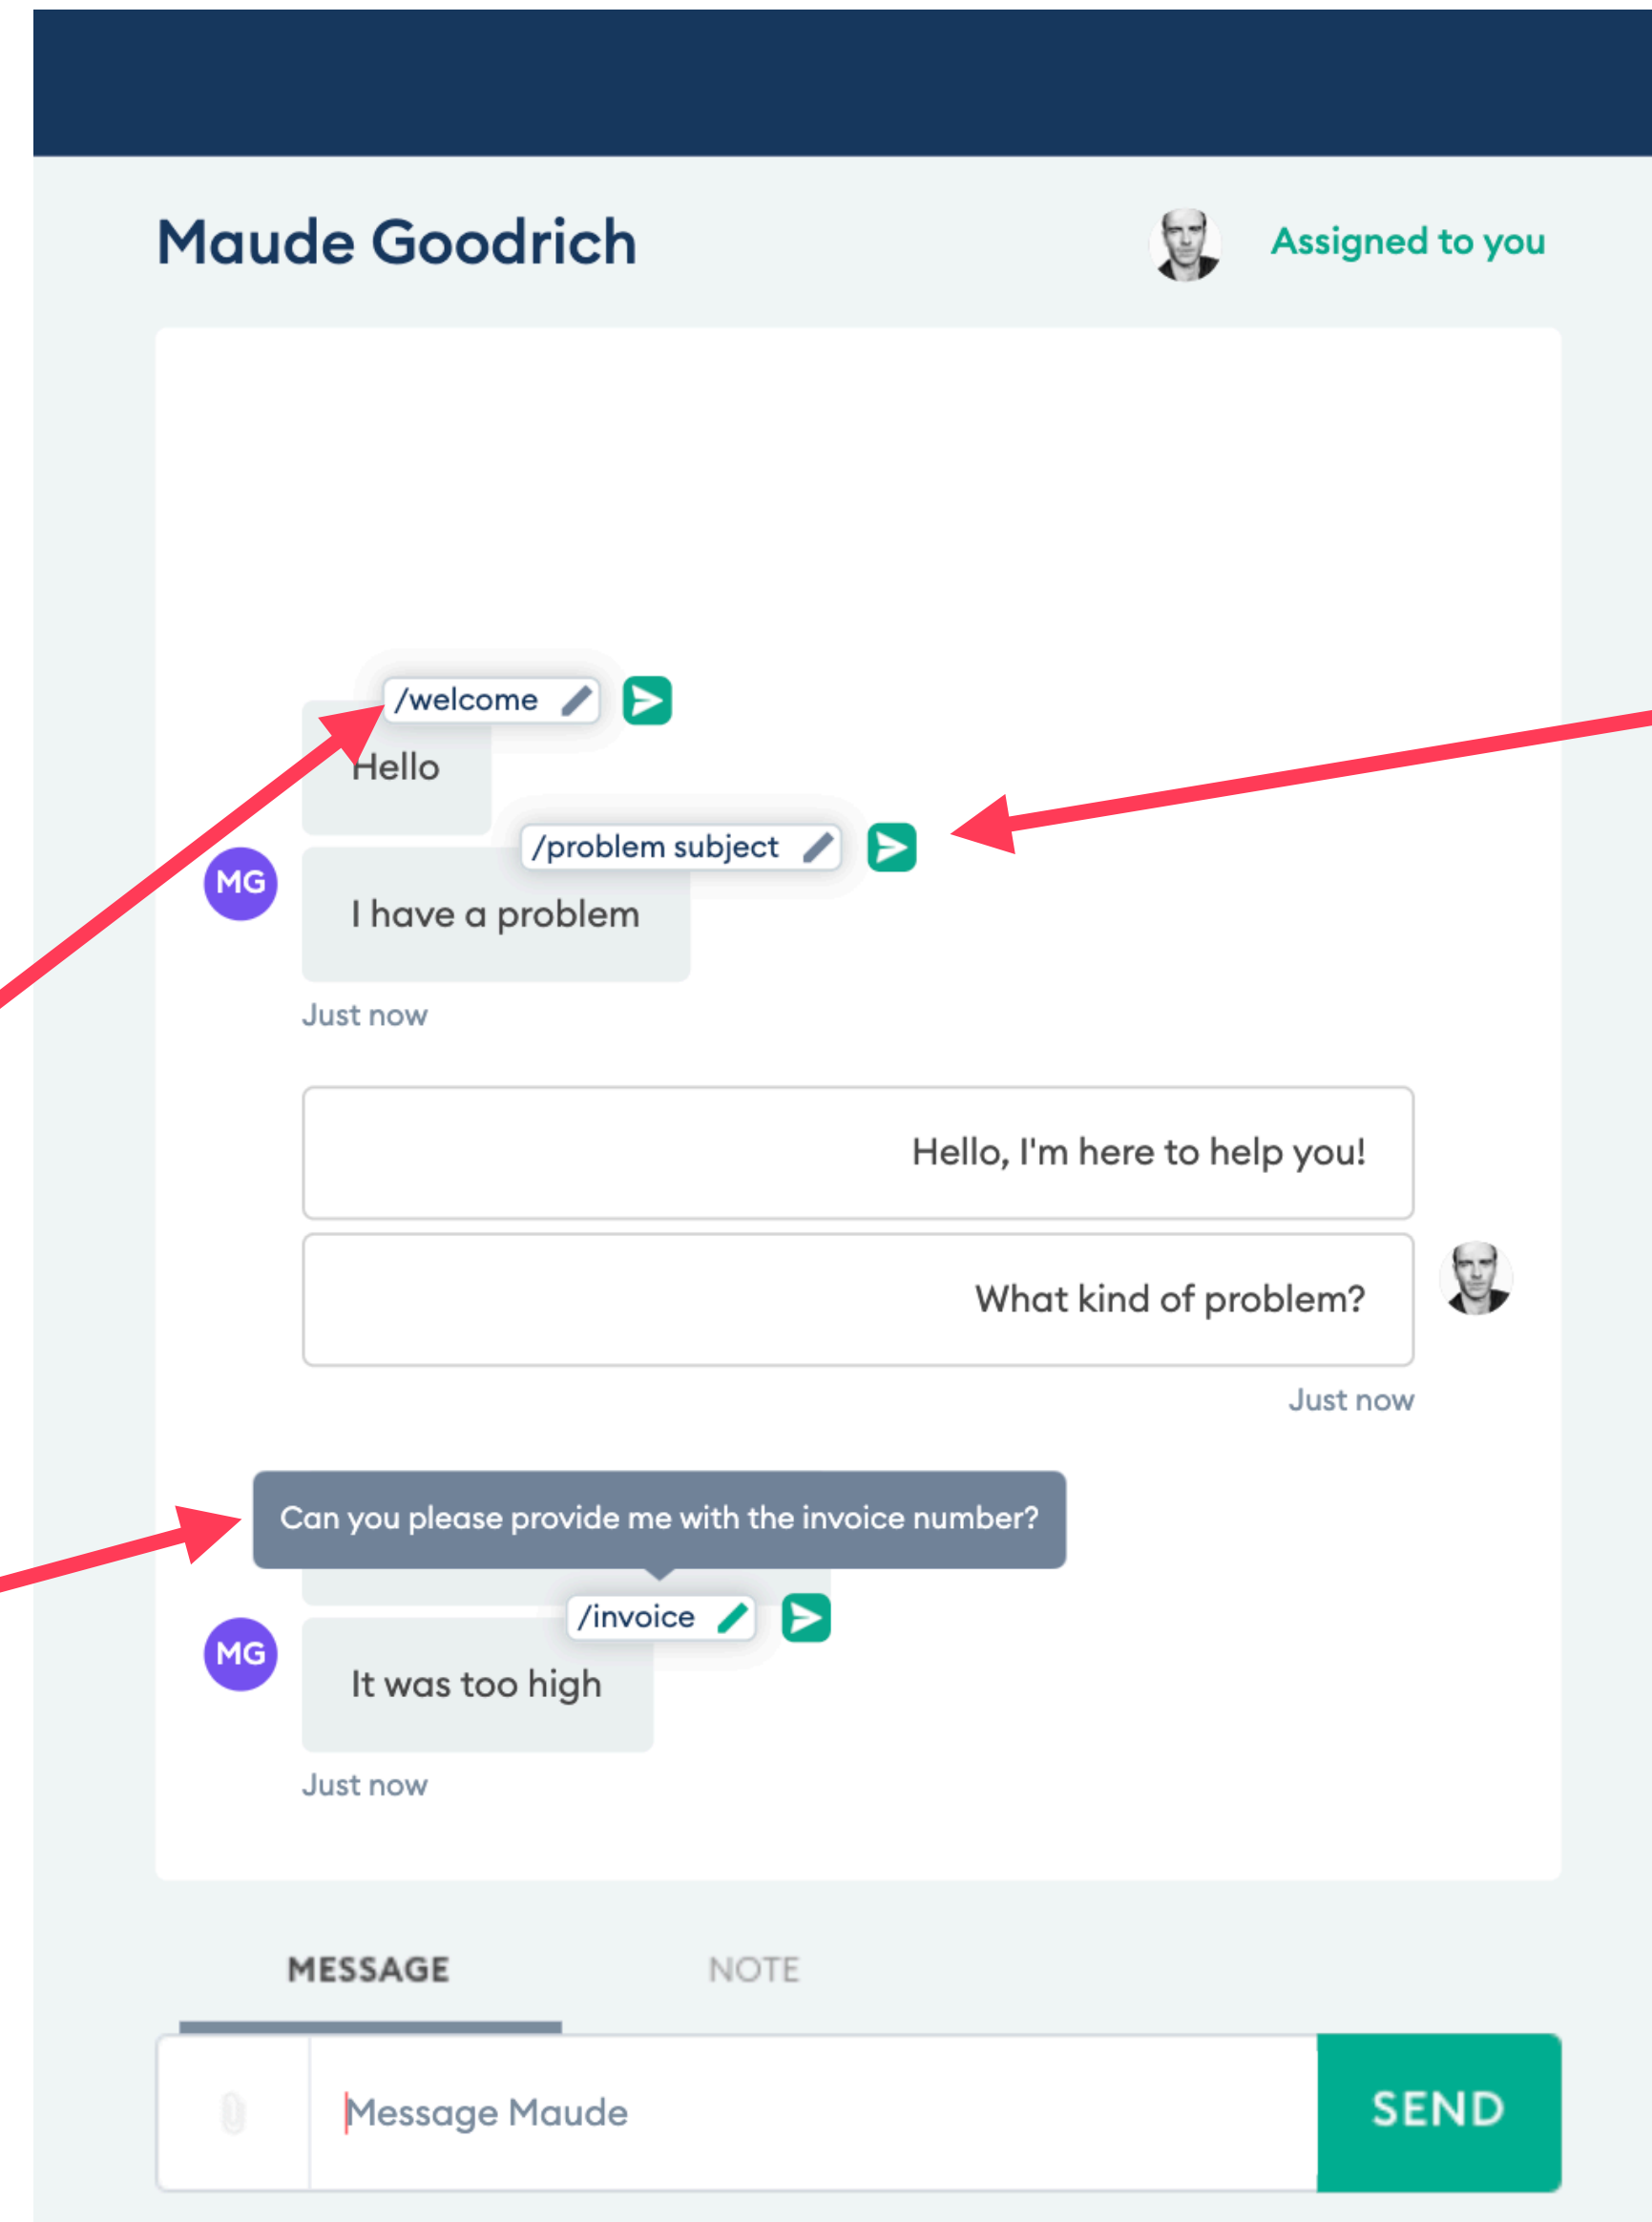 Maude Goodrich
Assigned to you
/welcome
Hello
/problem subject
MG
I have a problem
Just now
Hello, I'm here to help you!
What kind of problem?
Just now
Can you please provide me with the invoice number?
/invoice
MG
It was too high
Just now
MESSAGE
NOTE
Message Maude
SEND